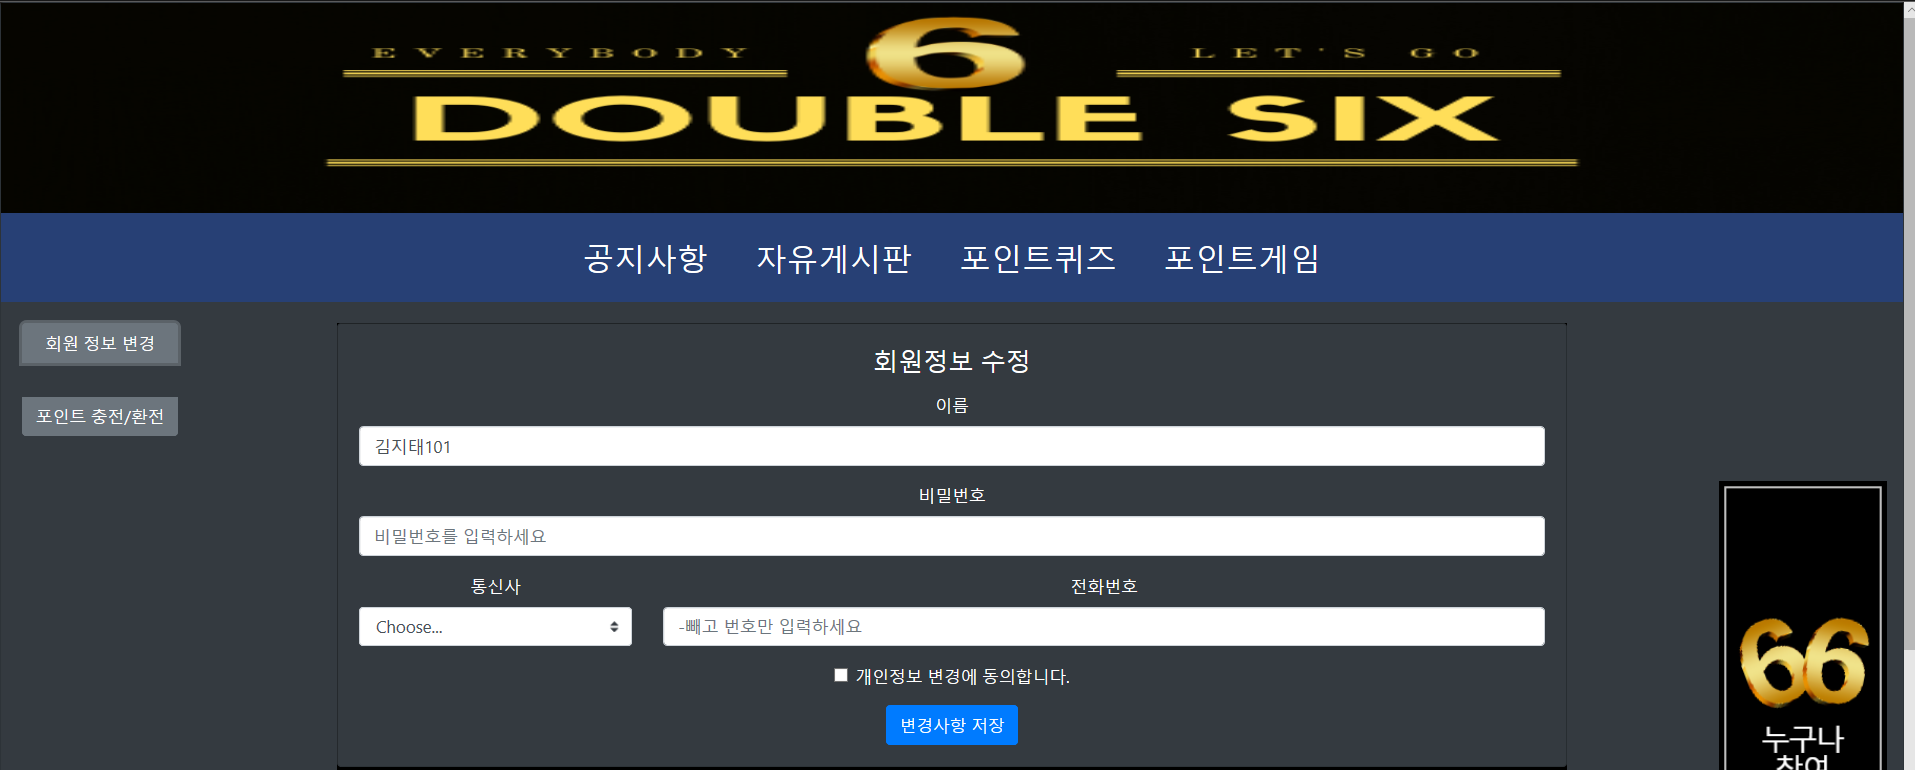 EVERYBODY 6 LET'S GO
DOUBLE SIX
공지사항 자유게시판 포인트퀴즈 포인트게임
회원 정보 변경
포인트 충전/환전
회원정보 수정
이름
김지태101
비밀번호
비밀번호를 입력하세요
통신사 전화번호
Choose... -빼고 번호만 입력하세요
개인정보 변경에 동의합니다.
변경사항 저장
66
누구나
참여